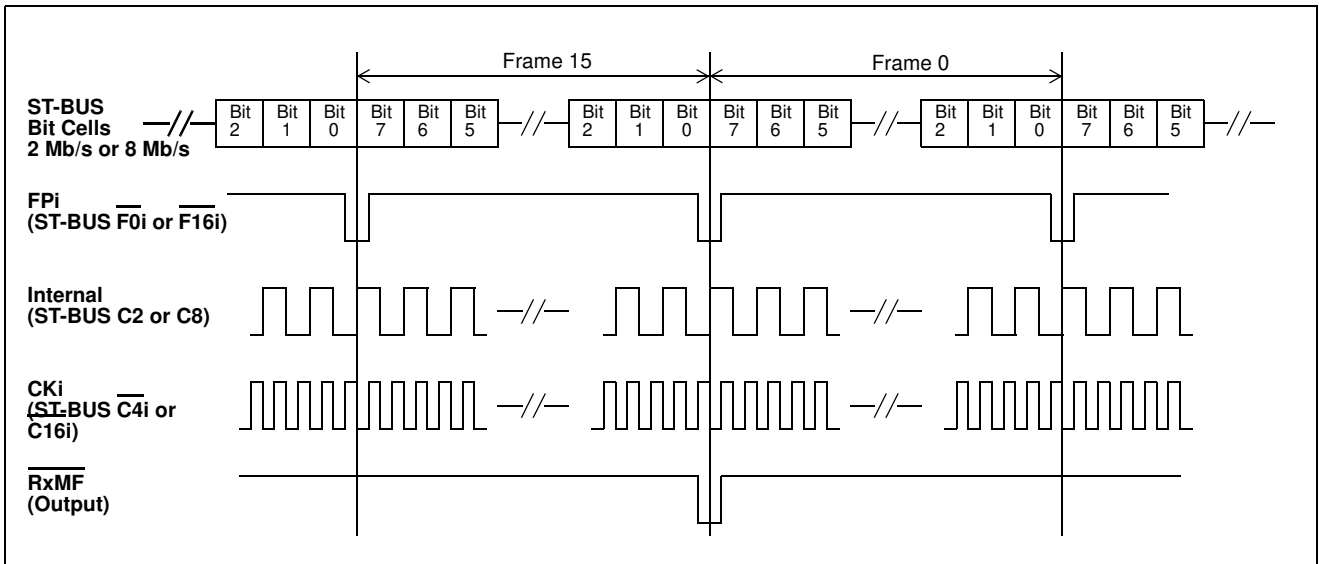 Frame 15
Frame 0
ST-BUS
Bit Cells
2 Mb/s or 8 Mb/s
Bit 2
Bit 1
Bit 0
Bit 7
Bit 6
Bit 5
Bit 2
Bit 1
Bit 0
Bit 7
Bit 6
Bit 5
Bit 2
Bit 1
Bit 0
Bit 7
Bit 6
Bit 5
FPi
(ST-BUS F0i or F16i)
Internal
(ST-BUS C2 or C8)
CKi
(ST-BUS C4i or
C16i)
RxMF
(Output)